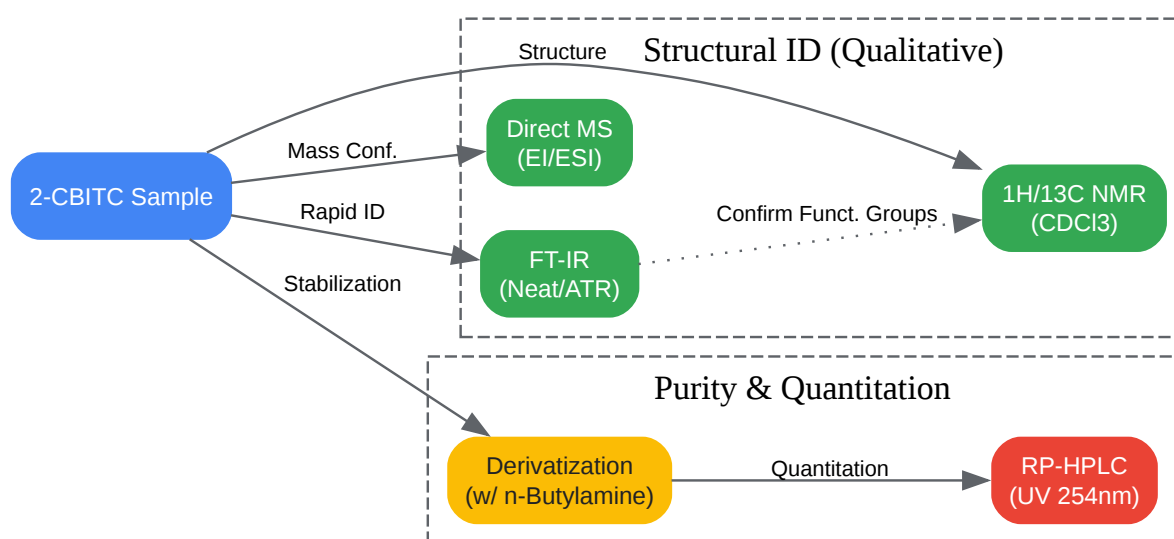 Structure
Structural ID (Qualitative)
Direct MS
(EI/ESI)
Mass Conf.
2-CBITC Sample
1H/13C NMR
(CDCl3)
Rapid ID
Confirm Funct. Groups
FT-IR
(Neat/ATR)
Stabilization
Purity & Quantitation
Derivatization
(w/ n-Butylamine)
Quantitation
RP-HPLC
(UV 254nm)